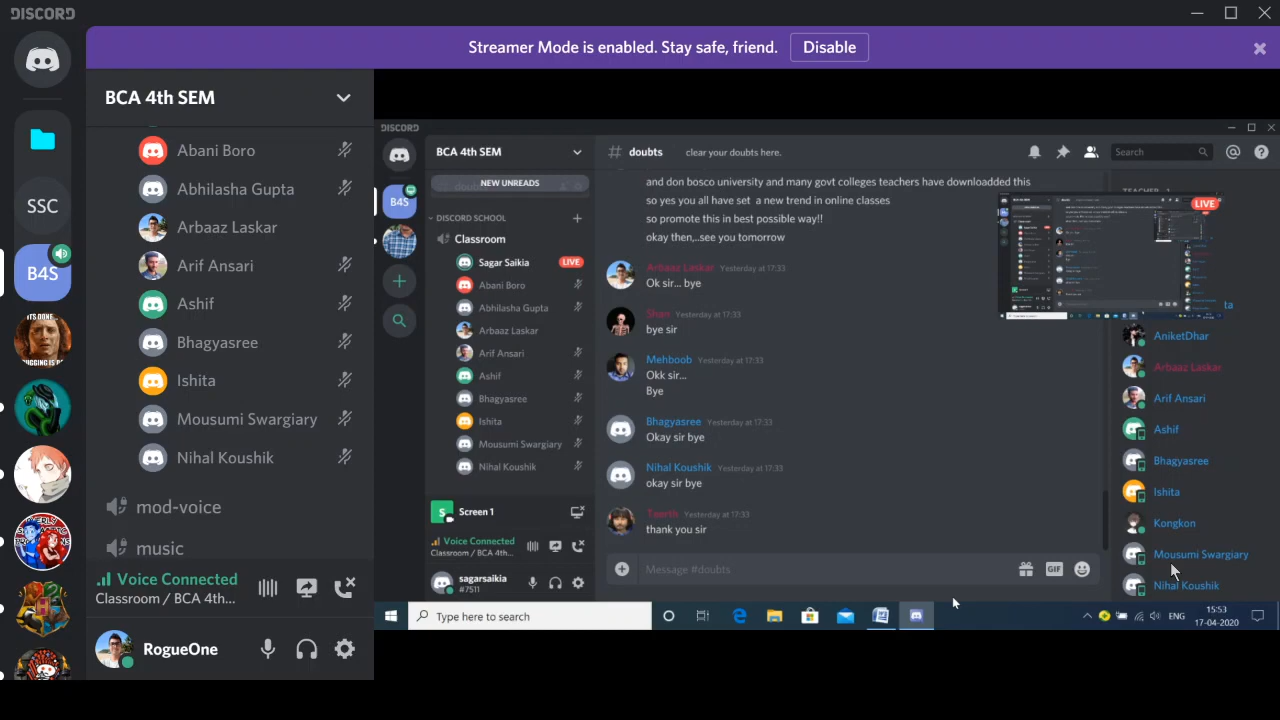 DISCORD
Streamer Mode is enabled. Stay safe, friend. Disable
BCA 4th SEM
SSC
B4S
ITS DONE
Abani Boro
Abhilasha Gupta
Arbaaz Laskar
Arif Ansari
Ashif
Bhagyasree
Ishita
Mousumi Swargiary
Nihal Koushik
mod-voice
music
Voice Connected
Classroom / BCA 4th...
RogueOne
DISCORD
B4S
BCA 4th SEM
NEW UNREADS
DISCORD SCHOOL
Classroom
Sagar Saikia LIVE
Abani Boro
Abhilasha Gupta
Arbaaz Laskar
Arif Ansari
Ashif
Bhagyasree
Ishita
Mousumi Swargiary
Nihal Koushik
S Screen 1
Voice Connected
Classroom / BCA 4th...
sagarsaikia
#7511
# doubts clear your doubts here.
Search
and don bosco university and many govt colleges teachers have downloadded this
so yes you all have set a new trend in online classes
so promote this in best possible way!!
okay then,..see you tomorrow
Arbaaz Laskar Yesterday at 17:33
Ok sir... bye
Shan Yesterday at 17:33
bye sir
Mehboob Yesterday at 17:33
Okk sir...
Bye
Bhagyasree Yesterday at 17:33
Okay sir bye
Nihal Koushik Yesterday at 17:33
okay sir bye
Yesterday at 17:33
thank you sir
Message #doubts
GIF
LIVE
AniketDhar
Arbaaz Laskar
Arif Ansari
Ashif
Bhagyasree
Ishita
Kongkon
Mousumi Swargiary
Nihal Koushik
Type here to search
ENG
15:53
17-04-2020